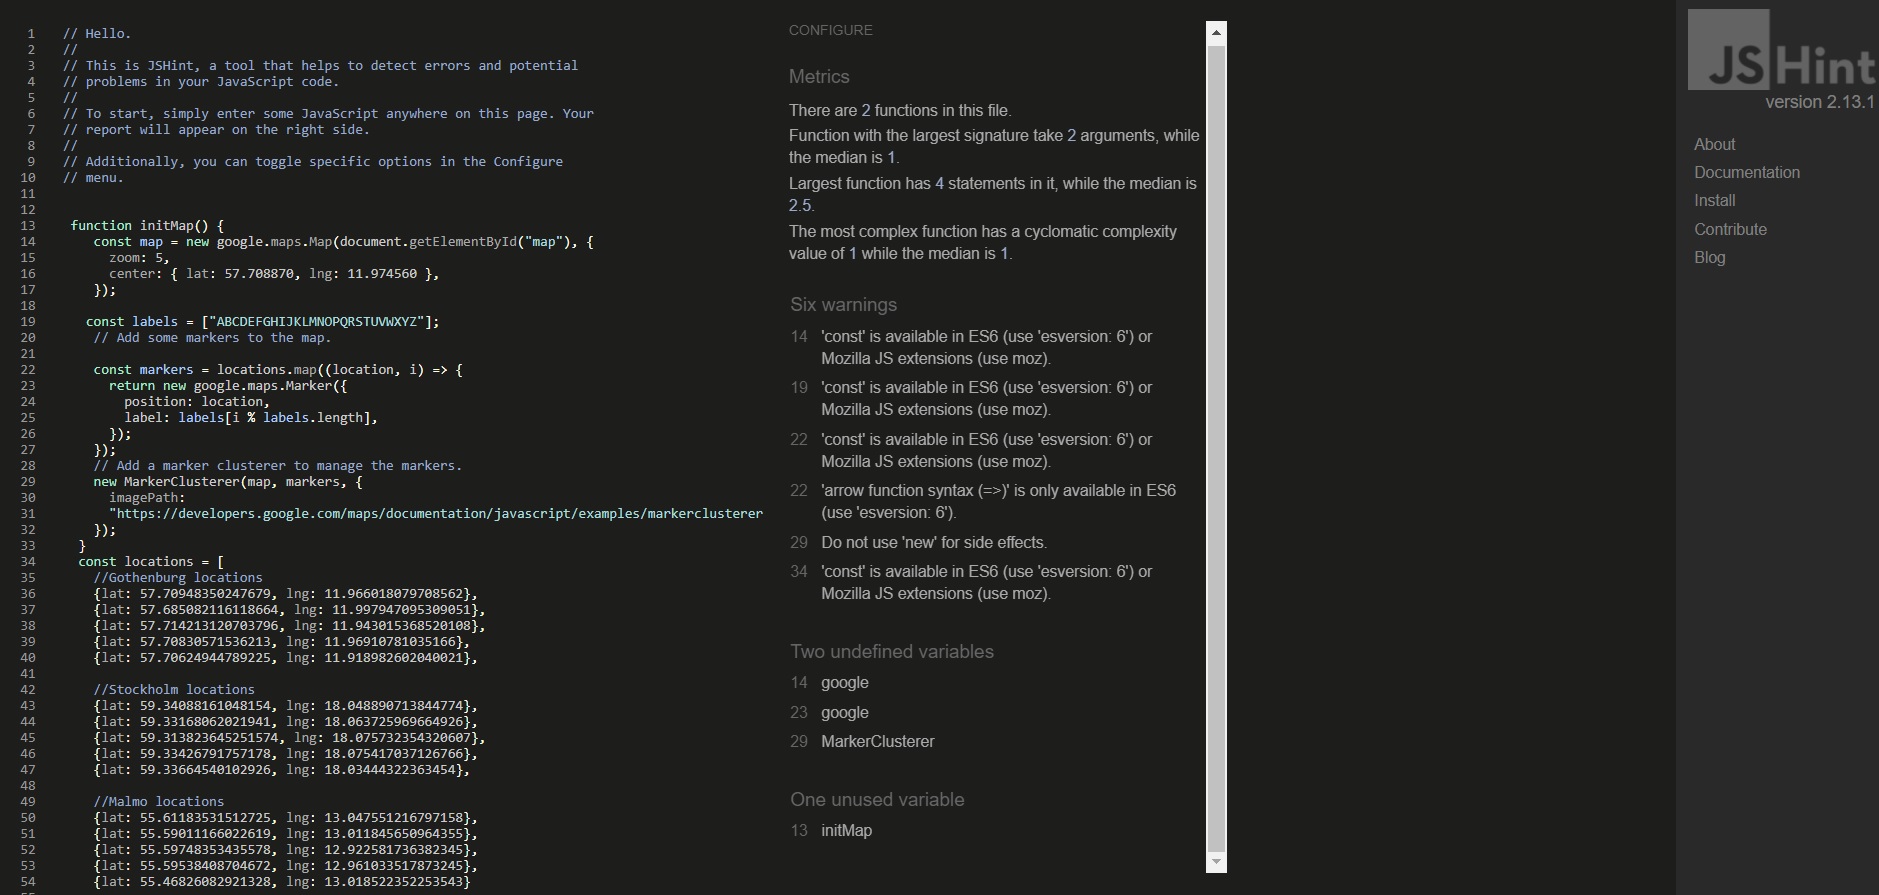 1 // Hello.
2 //
3 // This is JSHint, a tool that helps to detect errors and potential
4 // problems in your JavaScript code.
5 //
6 // To start, simply enter some JavaScript anywhere on this page. Your
7 // report will appear on the right side.
8 //
9 // Additionally, you can toggle specific options in the Configure
10 // menu.
11
12
13 function initMap() {
14 const map = new google.maps.Map(document.getElementById("map"), {
15 zoom: 5,
16 center: { lat: 57.708870, lng: 11.974560 },
17 });
18
19 const labels = ["ABCDEFGHIJKLMNOPQRSTUVWXYZ"];
20 // Add some markers to the map.
21
22 const markers = locations.map((location, i) => {
23 return new google.maps.Marker({
24 position: location,
25 label: labels[i % labels.length],
26 });
27 });
28 // Add a marker clusterer to manage the markers.
29 new MarkerClusterer(map, markers, {
30 imagePath:
31 "https://developers.google.com/maps/documentation/javascript/examples/markerclusterer
32 });
33 }
34 const locations = [
35 //Gothenburg locations
36 {lat: 57.70948350247679, lng: 11.966018079708562},
37 {lat: 57.685082116118664, lng: 11.997947095309051},
38 {lat: 57.714213120703796, lng: 11.943015368520108},
39 {lat: 57.70830571536213, lng: 11.96910781035166},
40 {lat: 57.70624944789225, lng: 11.918982602040021},
41
42 //Stockholm locations
43 {lat: 59.34088161048154, lng: 18.048890713844774},
44 {lat: 59.33168062021941, lng: 18.063725969664926},
45 {lat: 59.313823645251574, lng: 18.075732354320607},
46 {lat: 59.33426791757178, lng: 18.075417037126766},
47 {lat: 59.33664540102926, lng: 18.03444322363454},
48
49 //Malmo locations
50 {lat: 55.61183531512725, lng: 13.047551216797158},
51 {lat: 55.59011166022619, lng: 13.011845650964355},
52 {lat: 55.59748353435578, lng: 12.922581736382345},
53 {lat: 55.59538408704672, lng: 12.961033517873245},
54 {lat: 55.46826082921328, lng: 13.018522352253543}
CONFIGURE
Metrics
There are 2 functions in this file.
Function with the largest signature take 2 arguments, while
the median is 1.
Largest function has 4 statements in it, while the median is
2.5.
The most complex function has a cyclomatic complexity
value of 1 while the median is 1.
Six warnings
14 'const' is available in ES6 (use 'esversion: 6') or
Mozilla JS extensions (use moz).
19 'const' is available in ES6 (use 'esversion: 6') or
Mozilla JS extensions (use moz).
22 'const' is available in ES6 (use 'esversion: 6') or
Mozilla JS extensions (use moz).
22 'arrow function syntax (=>)' is only available in ES6
(use 'esversion: 6').
29 Do not use 'new' for side effects.
34 'const' is available in ES6 (use 'esversion: 6') or
Mozilla JS extensions (use moz).
Two undefined variables
14 google
23 google
29 MarkerClusterer
One unused variable
13 initMap
JSHint
version 2.13.1
About
Documentation
Install
Contribute
Blog